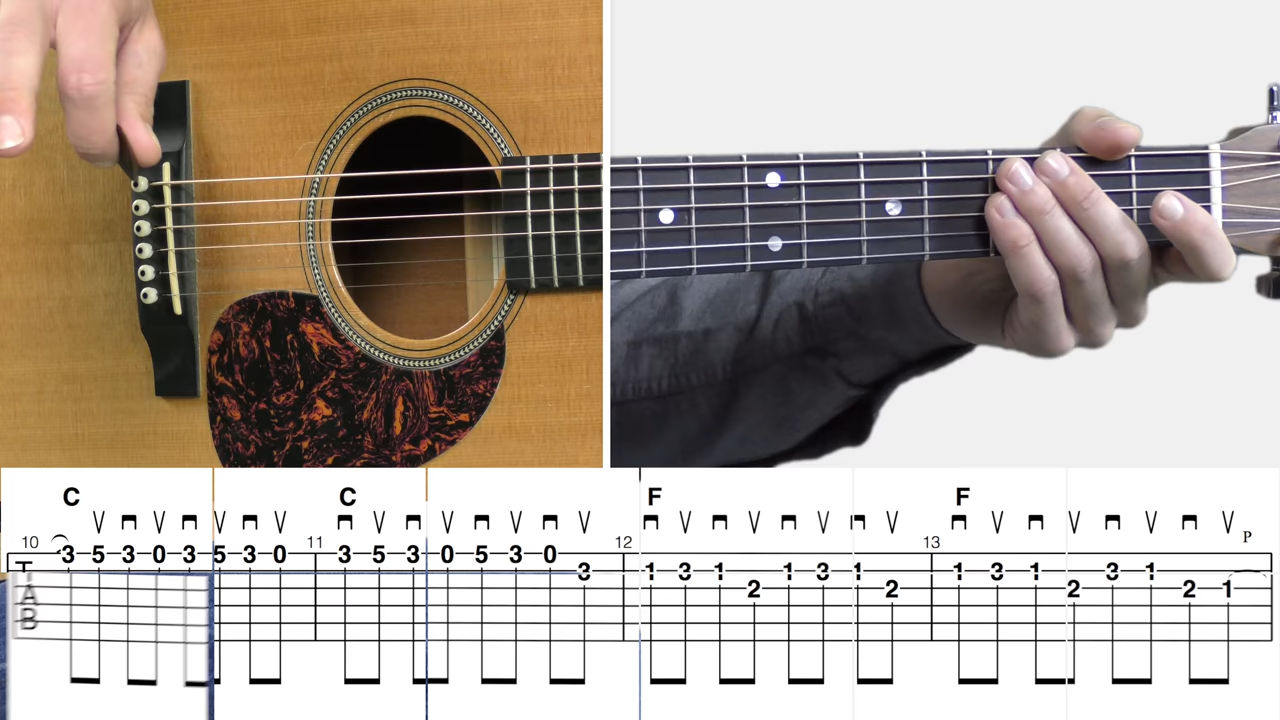 C C F F
10 11 12 13 P
3 5 3 0 3 5 3 0 3 5 3 0 5 3 0
3 1 3 1 1 3 1 1 3 1 3 1
2 2 2 2 1
T
A
B